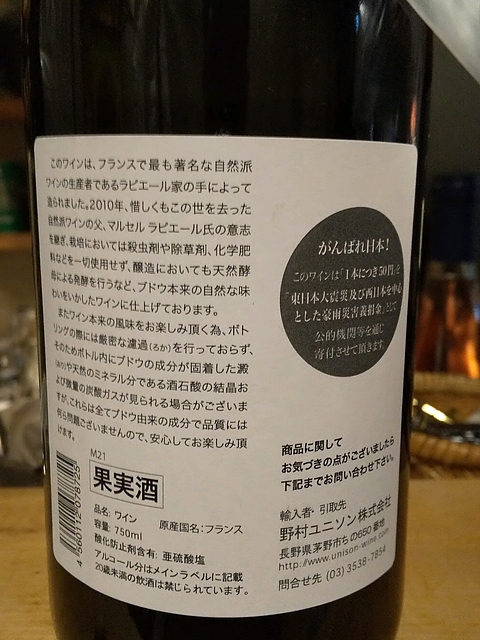 このワインは、フランスで最も著名な自然派
ワインの生産者であるラピエール家の手によって
造られました。2010年、惜しくもこの世を去った
自然派ワインの父、マルセル ラピエール氏の意志
を継ぎ、栽培においては殺虫剤や除草剤、化学肥
料などを一切使用せず、醸造においても天然酵
母による発酵を行うなど、ブドウ本来の自然な味
わいをいかしたワインに仕上げております。
またワイン本来の風味をお楽しみ頂く為、ボト
リングの際には厳密な濾過(ろか)を行っておらず、
そのためボトル内にブドウの成分が固着した澱
(おり)や天然のミネラル分である酒石酸の結晶お
よび微量の炭酸ガスが見られる場合がございま
すが、これらは全てブドウ由来の成分で品質には
何ら問題ございませんので、安心してお楽しみ頂
けます。
がんばれ日本！
このワインは「1本につき50円」を
「東日本大震災及び西日本を中心
とした豪雨災害義捐金」として
公的機関等を通じ
寄付させて頂きます。
M21
果実酒
品名: ワイン
容量: 750ml
原産国名: フランス
酸化防止剤含有: 亜硫酸塩
アルコール分はメインラベルに記載
20歳未満の飲酒は禁じられています。
4 560112 078725
商品に関して
お気づきの点がございましたら
下記までお問い合わせ下さい。
輸入者・引取先
野村ユニソン株式会社
長野県茅野市ちの650番地
http://www.unison-wine.com
問合せ先 (03) 3538-7854